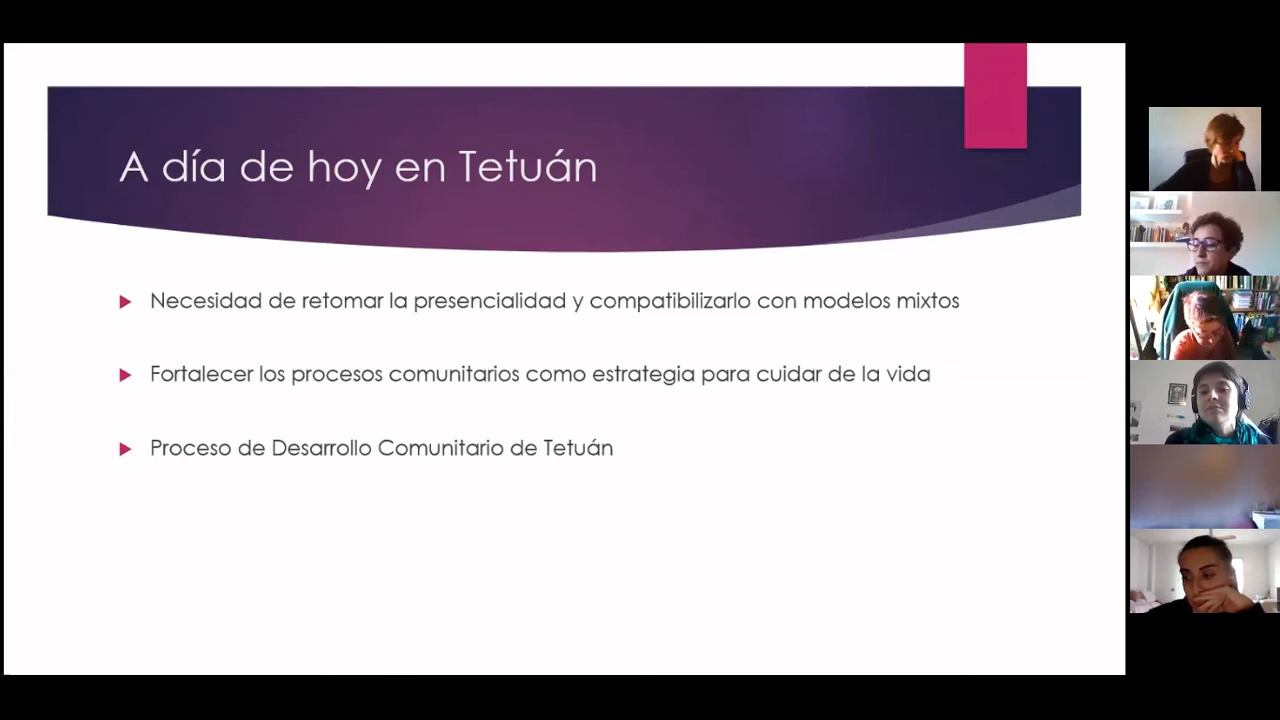 A día de hoy en Tetuán
Necesidad de retomar la presencialidad y compatibilizarlo con modelos mixtos
Fortalecer los procesos comunitarios como estrategia para cuidar de la vida
Proceso de Desarrollo Comunitario de Tetuán